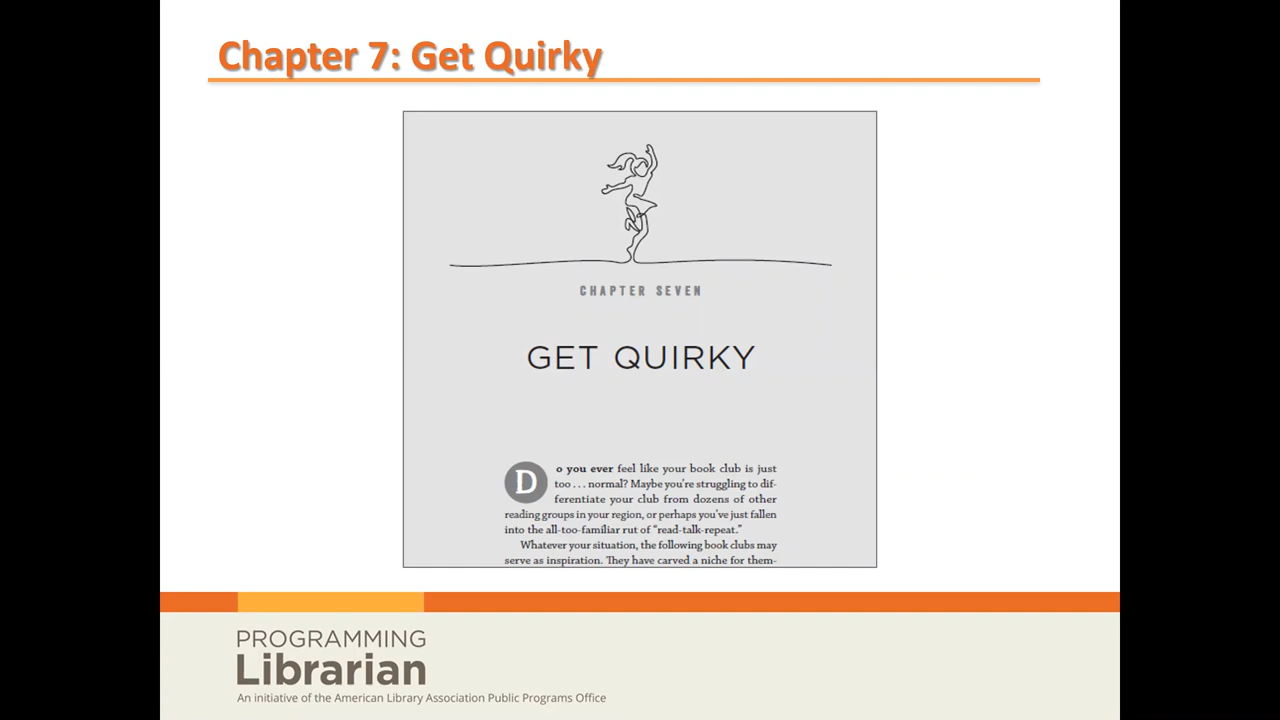 Chapter 7: Get Quirky
CHAPTER SEVEN
GET QUIRKY
Do you ever feel like your book club is just
too . . . normal? Maybe you’re struggling to dif-
ferentiate your club from dozens of other
reading groups in your region, or perhaps you’ve just fallen
into the all-too-familiar rut of “read-talk-repeat.”
Whatever your situation, the following book clubs may
serve as inspiration. They have carved a niche for them-
PROGRAMMING
Librarian
An initiative of the American Library Association Public Programs Office